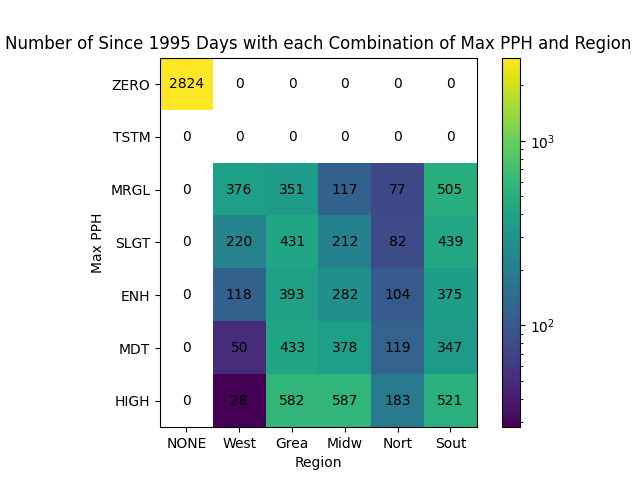 Number of Since 1995 Days with each Combination of Max PPH and Region
ZERO 2824 0 0 0 0 0
TSTM 0 0 0 0 0 0
MRGL 0 376 351 117 77 505
SLGT 0 220 431 212 82 439
ENH 0 118 393 282 104 375
MDT 0 50 433 378 119 347
HIGH 0 28 582 587 183 521
NONE West Grea Midw Nort Sout
Region
Max PPH
10³
10²